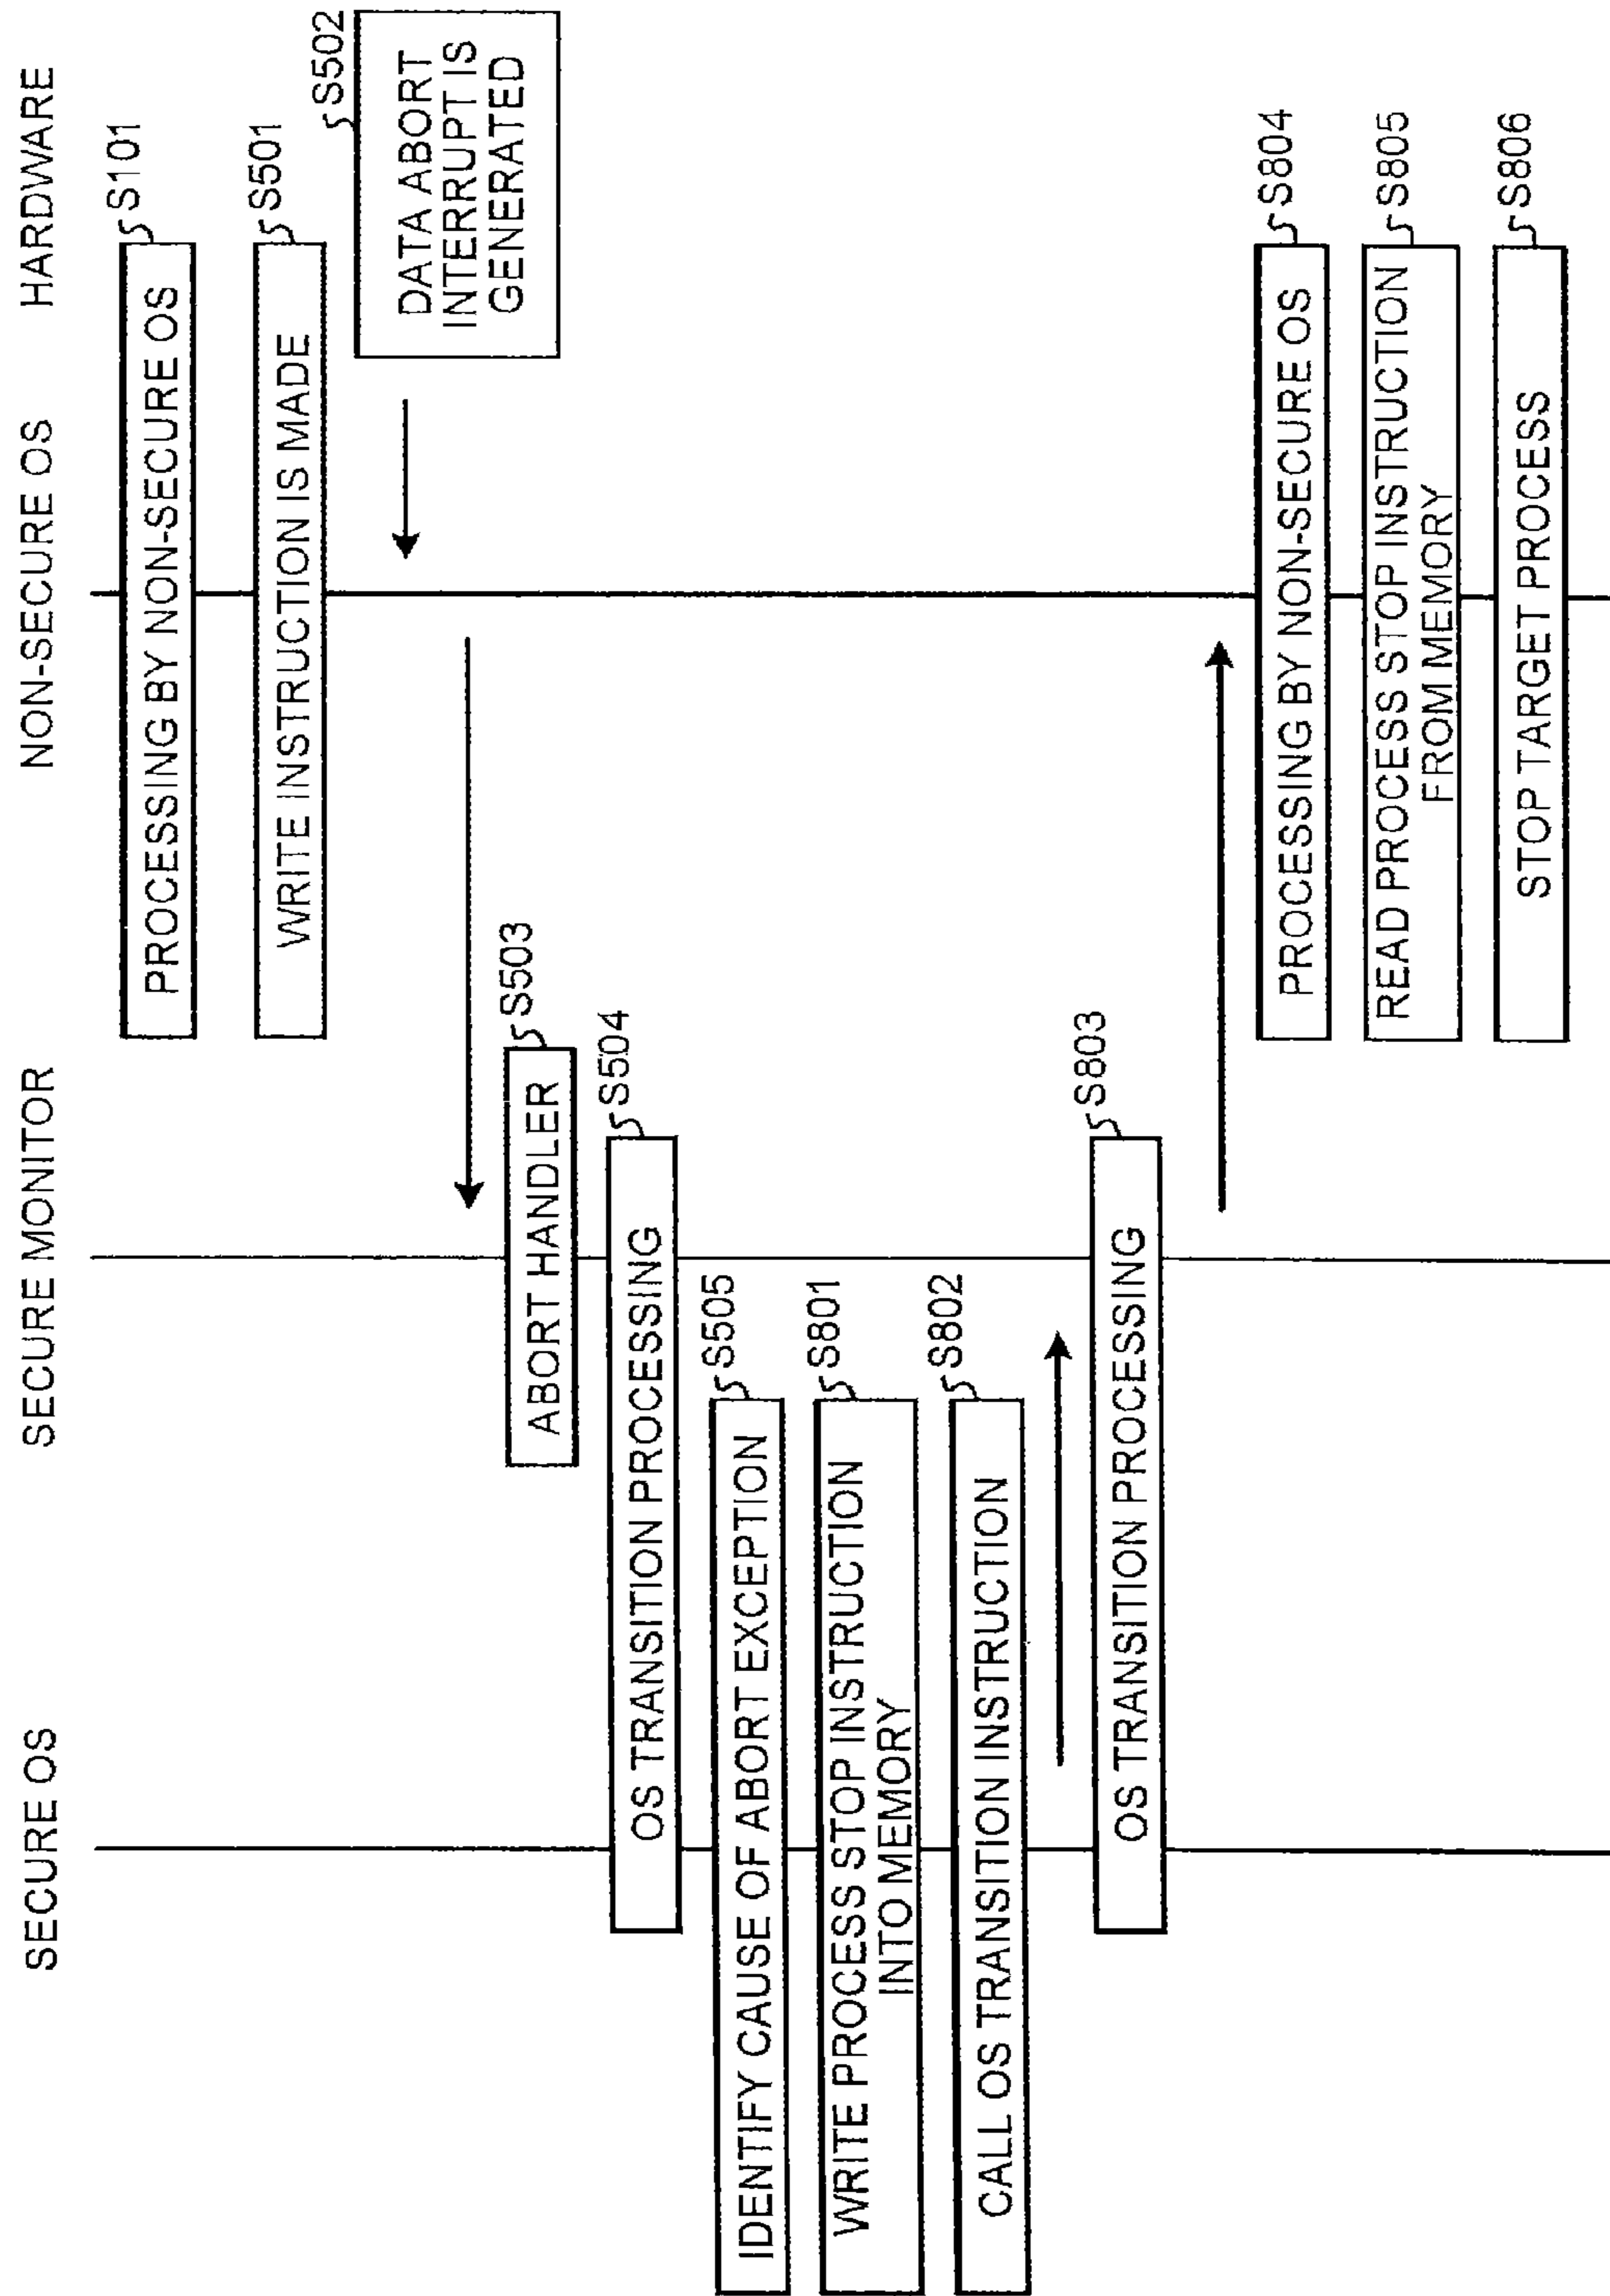 SECURE OS
SECURE MONITOR
NON-SECURE OS
HARDWARE
PROCESSING BY NON-SECURE OS
S101
WRITE INSTRUCTION IS MADE
S501
S502
DATA ABORT
INTERRUPT IS
GENERATED
ABORT HANDLER
S503
OS TRANSITION PROCESSING
S504
IDENTIFY CAUSE OF ABORT EXCEPTION
S505
WRITE PROCESS STOP INSTRUCTION
INTO MEMORY
S801
CALL OS TRANSITION INSTRUCTION
S802
OS TRANSITION PROCESSING
S803
PROCESSING BY NON-SECURE OS
S804
READ PROCESS STOP INSTRUCTION
FROM MEMORY
S805
STOP TARGET PROCESS
S806